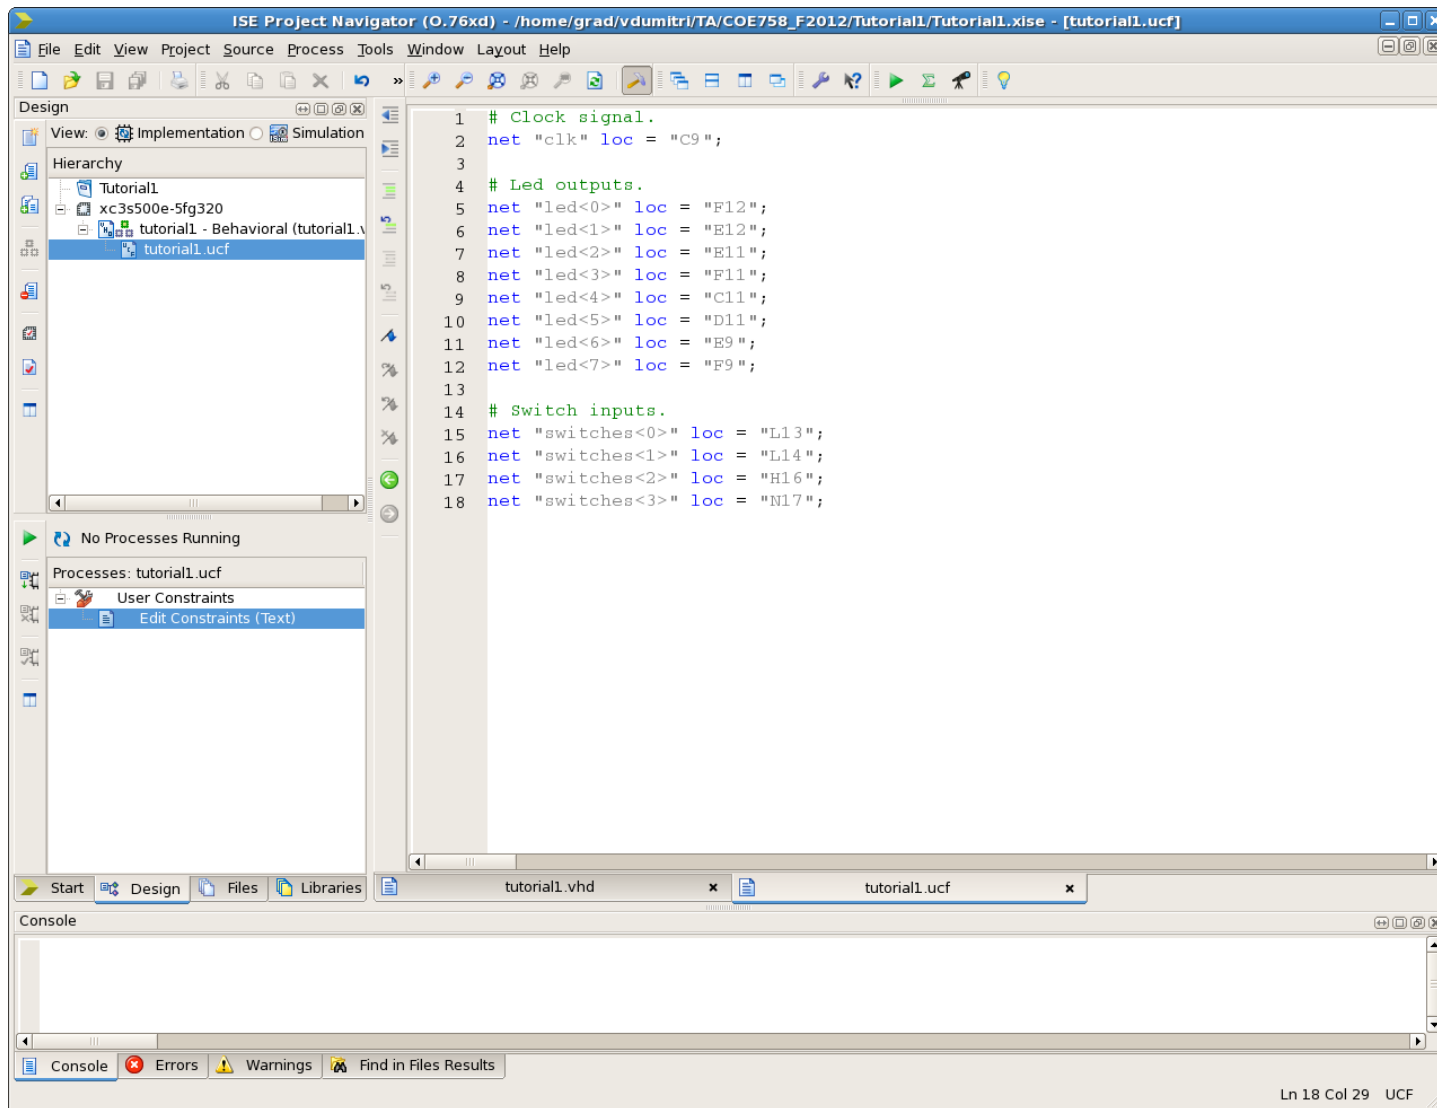 ISE Project Navigator (O.76xd) - /home/grad/vdumitri/TA/COE758_F2012/Tutorial1/Tutorial1.xise - [tutorial1.ucf]
File Edit View Project Source Process Tools Window Layout Help
»
Design
View: Implementation Simulation
Hierarchy
Tutorial1
xc3s500e-5fg320
tutorial1 - Behavioral (tutorial1.v
tutorial1.ucf
No Processes Running
Processes: tutorial1.ucf
User Constraints
Edit Constraints (Text)
Start Design Files Libraries
1 # Clock signal.
2 net "clk" loc = "C9";
3
4 # Led outputs.
5 net "led<0>" loc = "F12";
6 net "led<1>" loc = "E12";
7 net "led<2>" loc = "E11";
8 net "led<3>" loc = "F11";
9 net "led<4>" loc = "C11";
10 net "led<5>" loc = "D11";
11 net "led<6>" loc = "E9";
12 net "led<7>" loc = "F9";
13
14 # Switch inputs.
15 net "switches<0>" loc = "L13";
16 net "switches<1>" loc = "L14";
17 net "switches<2>" loc = "H16";
18 net "switches<3>" loc = "N17";
tutorial1.vhd tutorial1.ucf
Console
Console Errors Warnings Find in Files Results
Ln 18 Col 29 UCF